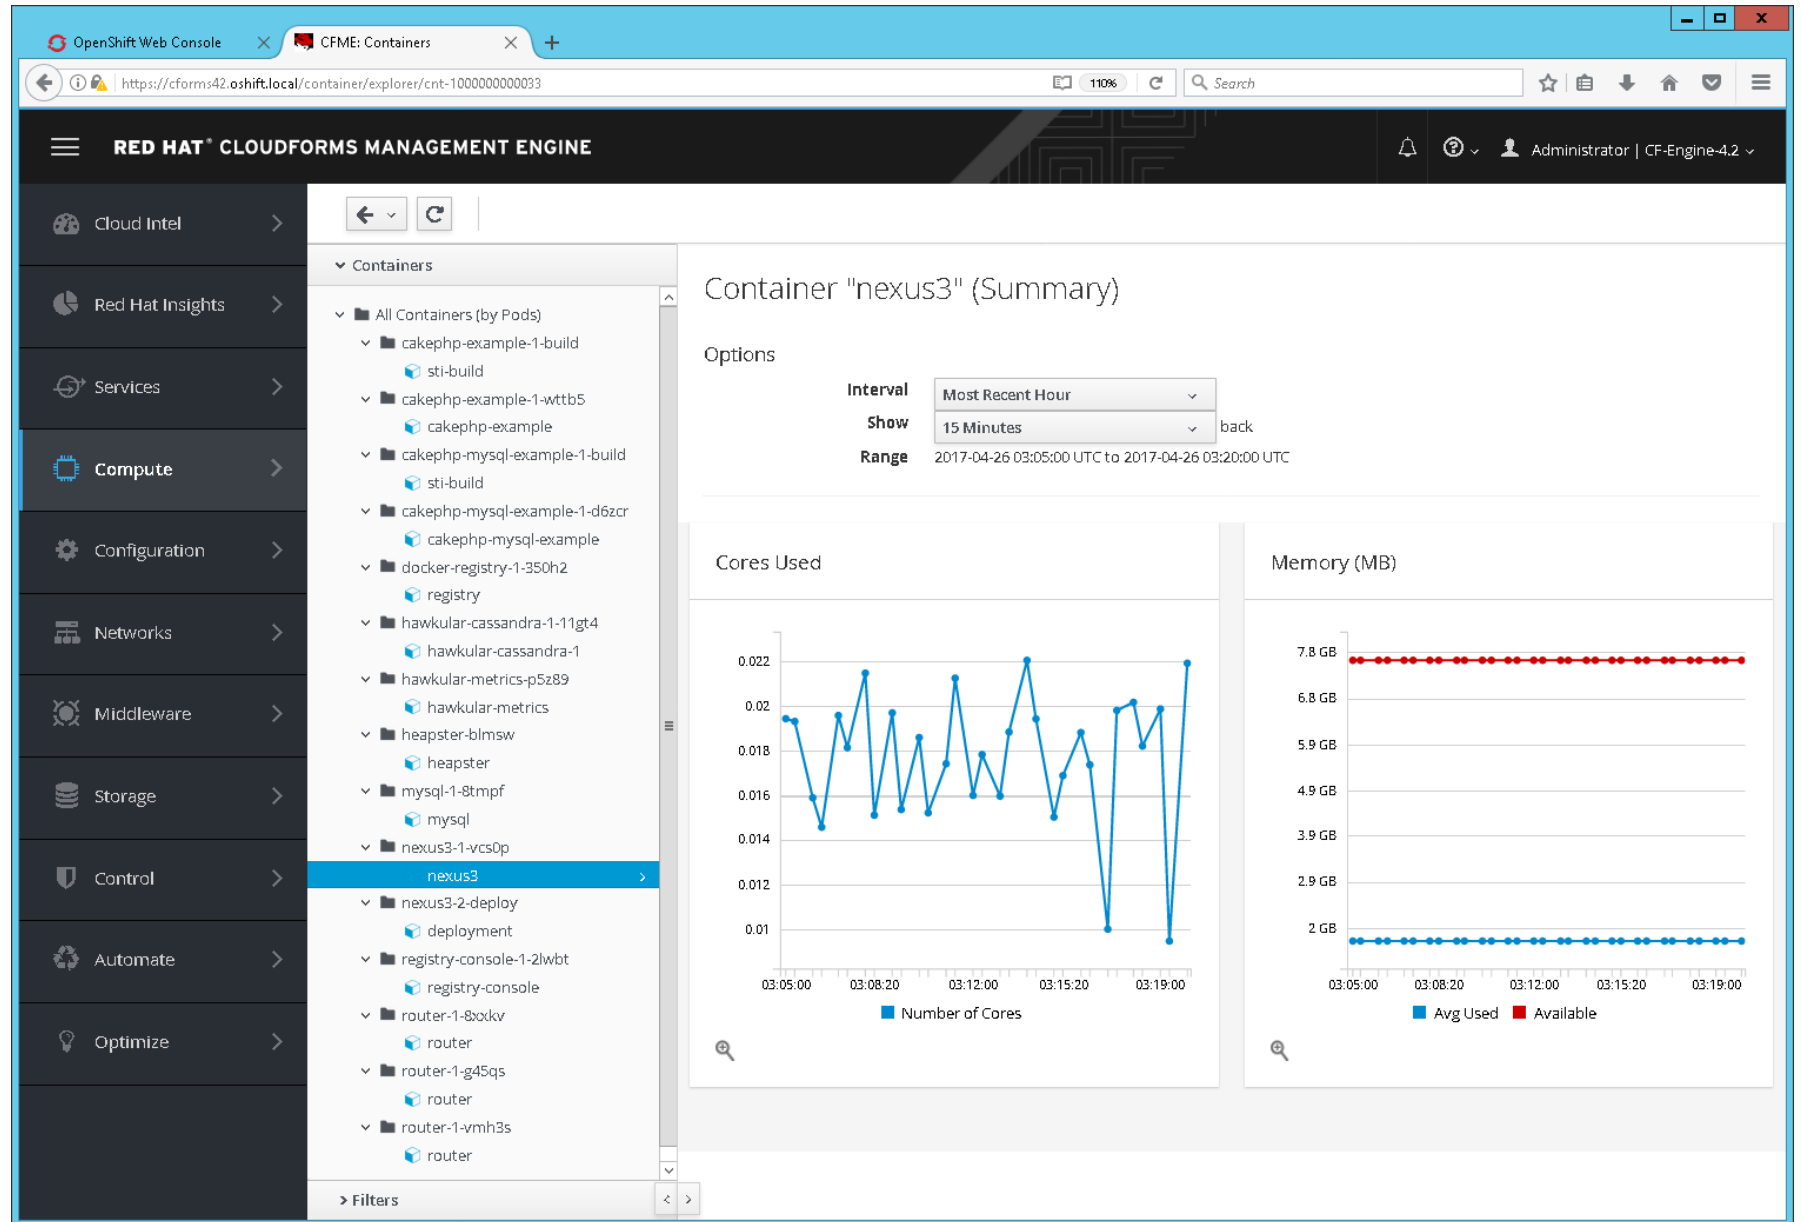 OpenShift Web Console
CFME: Containers
https://cforms42.oshift.local/container/explorer/cnt-1000000000033
110%
Search
RED HAT® CLOUDFORMS MANAGEMENT ENGINE
Administrator | CF-Engine-4.2
Cloud Intel
Red Hat Insights
Services
Compute
Configuration
Networks
Middleware
Storage
Control
Automate
Optimize
Containers
All Containers (by Pods)
cakephp-example-1-build
sti-build
cakephp-example-1-wttb5
cakephp-example
cakephp-mysql-example-1-build
sti-build
cakephp-mysql-example-1-d6zcr
cakephp-mysql-example
docker-registry-1-350h2
registry
hawkular-cassandra-1-11gt4
hawkular-cassandra-1
hawkular-metrics-p5z89
hawkular-metrics
heapster-blmsw
heapster
mysql-1-8tmpf
mysql
nexus3-1-vcs0p
nexus3
nexus3-2-deploy
deployment
registry-console-1-2lwbt
registry-console
router-1-8xxkv
router
router-1-g45qs
router
router-1-vmh3s
router
Filters
Container "nexus3" (Summary)
Options
Interval Most Recent Hour
Show 15 Minutes back
Range 2017-04-26 03:05:00 UTC to 2017-04-26 03:20:00 UTC
Cores Used
0.022
0.02
0.018
0.016
0.014
0.012
0.01
03:05:00 03:08:20 03:12:00 03:15:20 03:19:00
Number of Cores
Memory (MB)
7.8 GB
6.8 GB
5.9 GB
4.9 GB
3.9 GB
2.9 GB
2 GB
03:05:00 03:08:20 03:12:00 03:15:20 03:19:00
Avg Used Available